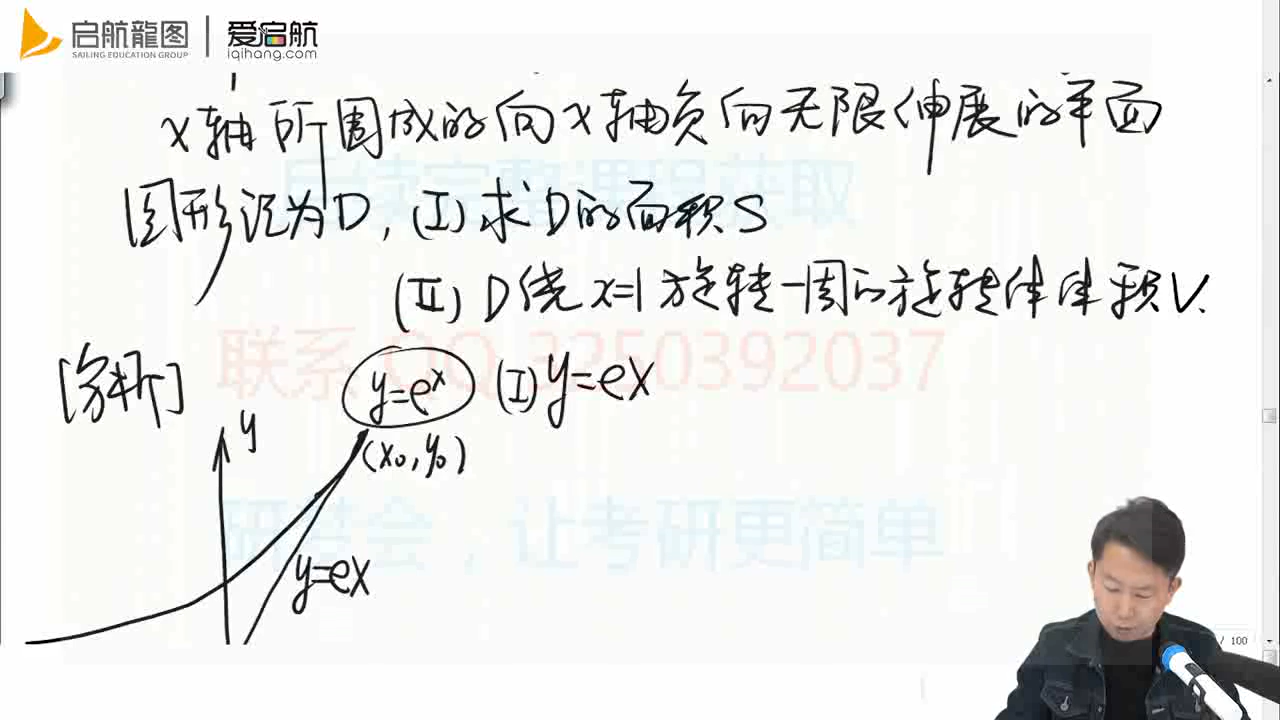 启航龍图 | 爱启航
SAILING EDUCATION GROUP iqihang.com
x轴所围成的向x轴负向无限伸展的平面
图形记为D, (I) 求D的面积S
(II) D绕x=1旋转一周的旋转体体积V.
联系QQ 3250392037
[分析]
y=e^x (I) y=ex
y
(x₀, y₀)
，让考研更简单
y=ex
/ 100